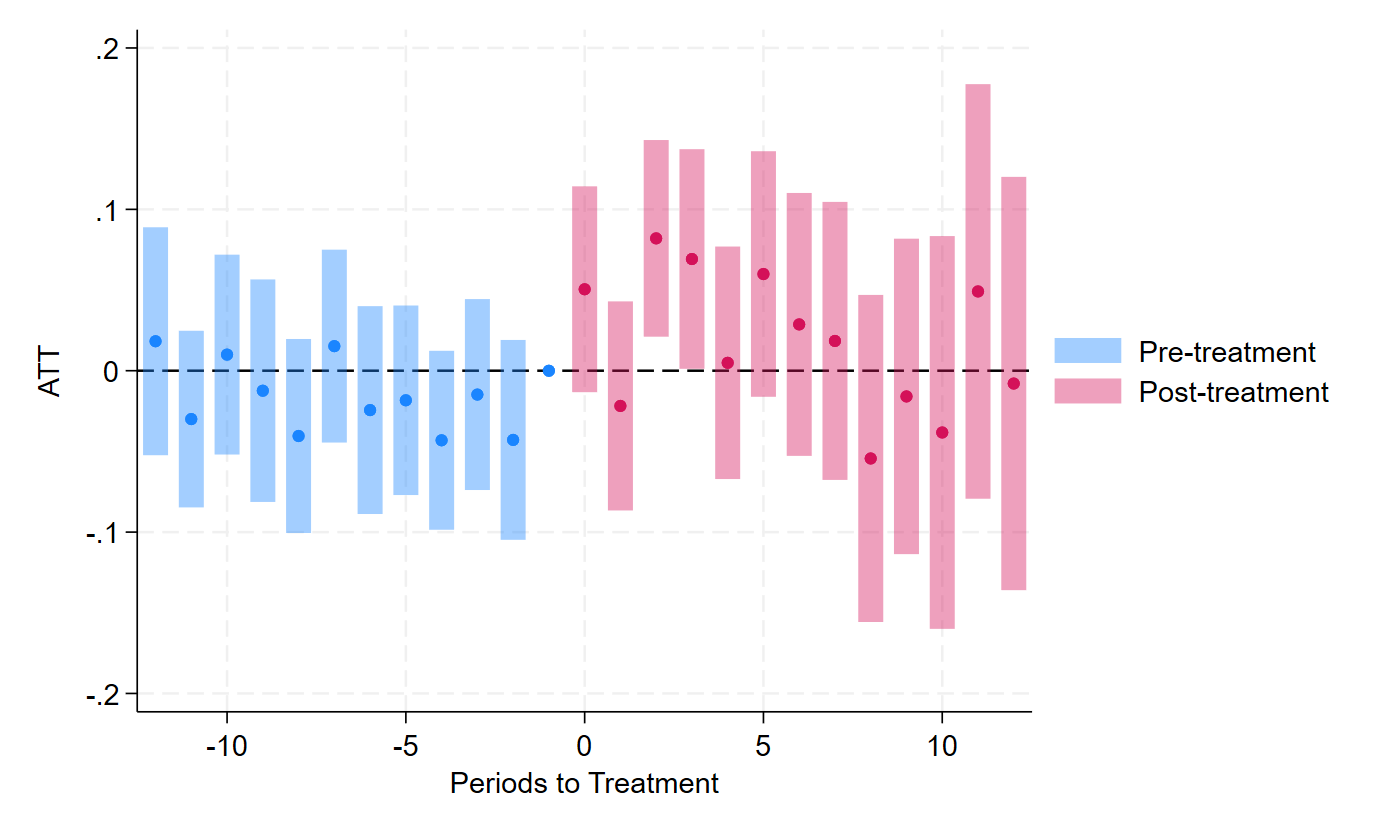 .2
.1
0
-.1
-.2
ATT
-10
-5
0
5
10
Periods to Treatment
Pre-treatment
Post-treatment